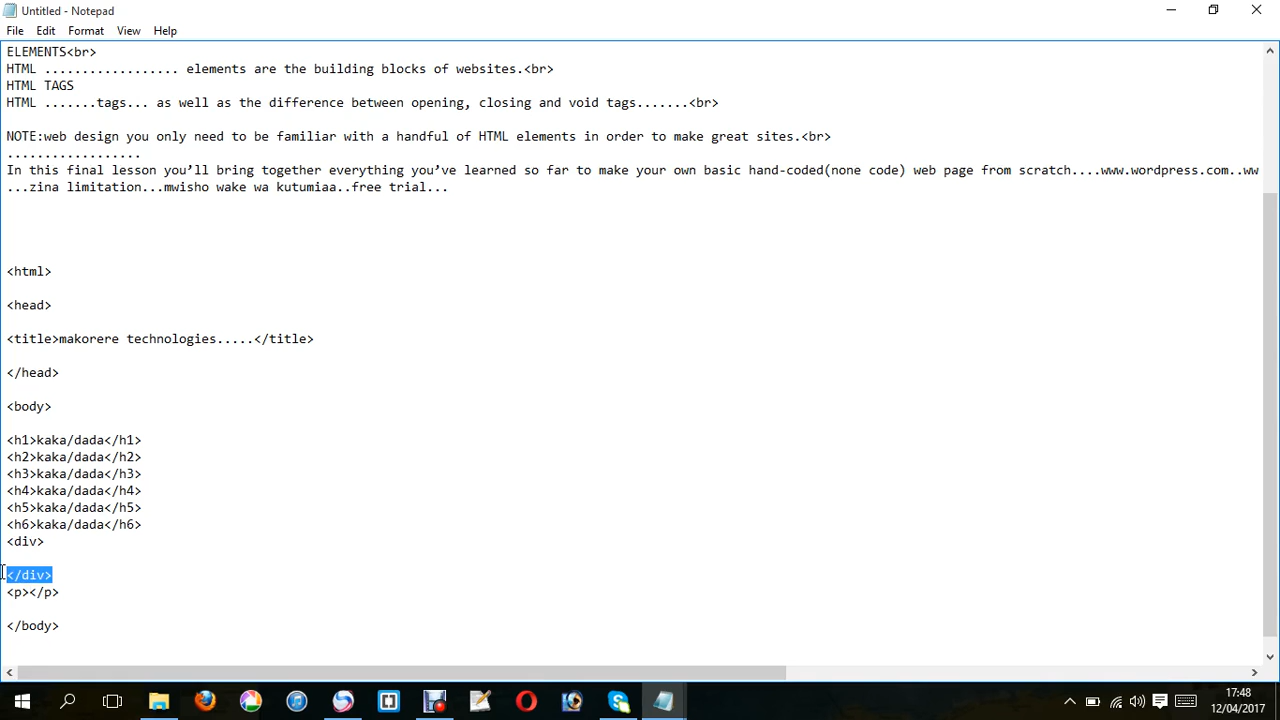 Untitled - Notepad
File Edit Format View Help
ELEMENTS<br>
HTML .................. elements are the building blocks of websites.<br>
HTML TAGS
HTML .......tags... as well as the difference between opening, closing and void tags.......<br>
NOTE:web design you only need to be familiar with a handful of HTML elements in order to make great sites.<br>
..................
In this final lesson you’ll bring together everything you’ve learned so far to make your own basic hand-coded(none code) web page from scratch....www.wordpress.com..ww
...zina limitation...mwisho wake wa kutumiaa..free trial...
<html>
<head>
<title>makorere technologies.....</title>
</head>
<body>
<h1>kaka/dada</h1>
<h2>kaka/dada</h2>
<h3>kaka/dada</h3>
<h4>kaka/dada</h4>
<h5>kaka/dada</h5>
<h6>kaka/dada</h6>
<div>
</div>
<p></p>
</body>
17:48
12/04/2017